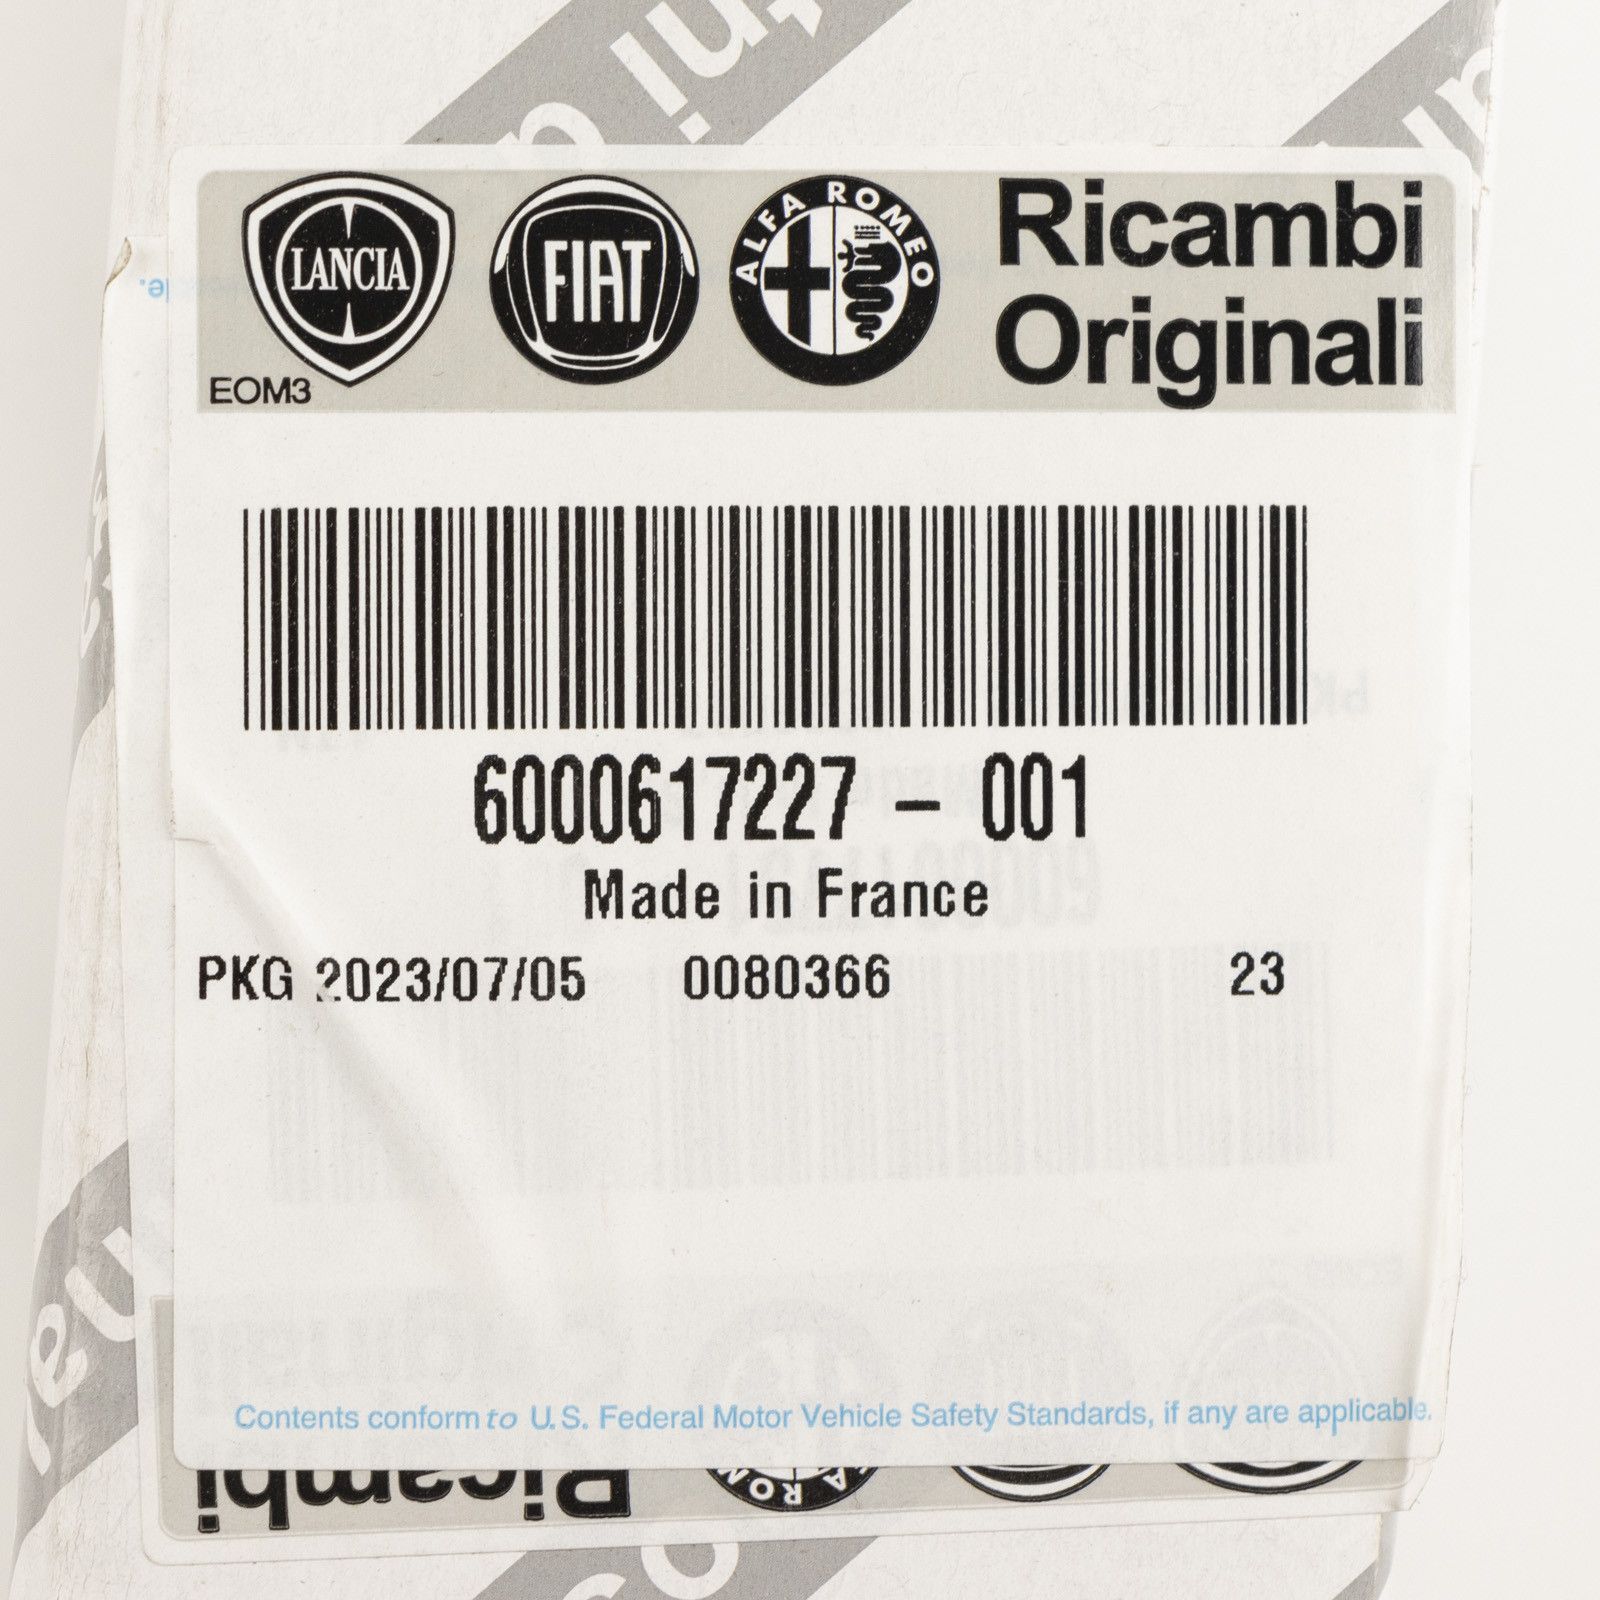 LANCIA
FIAT
ALFA ROMEO
Ricambi
Originali
EOM3
6000617227 - 001
Made in France
PKG 2023/07/05 0080366 23
Contents conform to U.S. Federal Motor Vehicle Safety Standards, if any are applicable.
Ricambi